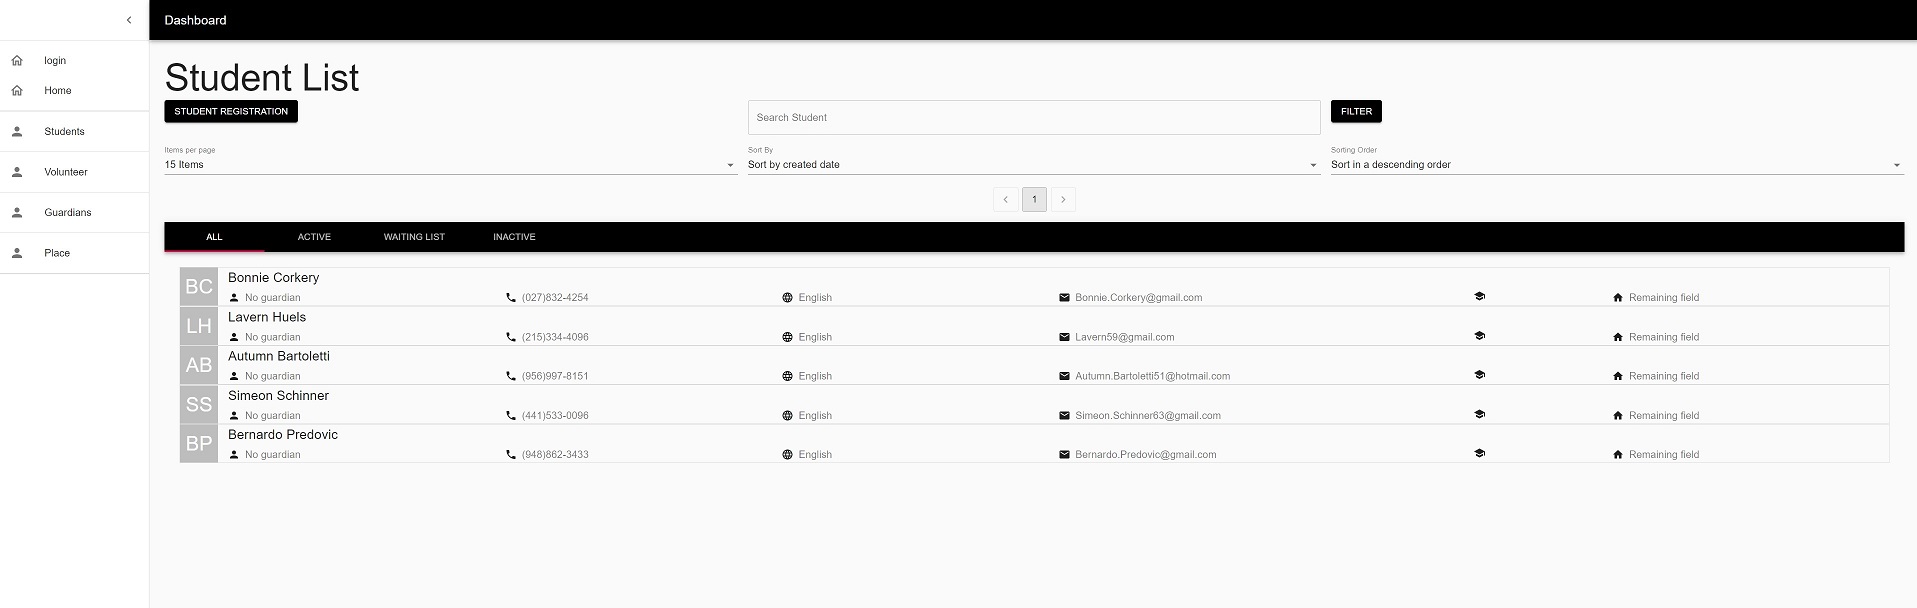 Dashboard
login
Home
Students
Volunteer
Guardians
Place
Student List
STUDENT REGISTRATION
Search Student
FILTER
Items per page
15 Items
Sort By
Sort by created date
Sorting Order
Sort in a descending order
1
ALL ACTIVE WAITING LIST INACTIVE
BC
Bonnie Corkery
No guardian (027)832-4254 English Bonnie.Corkery@gmail.com Remaining field
LH
Lavern Huels
No guardian (215)334-4096 English Lavern59@gmail.com Remaining field
AB
Autumn Bartoletti
No guardian (956)997-8151 English Autumn.Bartoletti51@hotmail.com Remaining field
SS
Simeon Schinner
No guardian (441)533-0096 English Simeon.Schinner63@gmail.com Remaining field
BP
Bernardo Predovic
No guardian (948)862-3433 English Bernardo.Predovic@gmail.com Remaining field